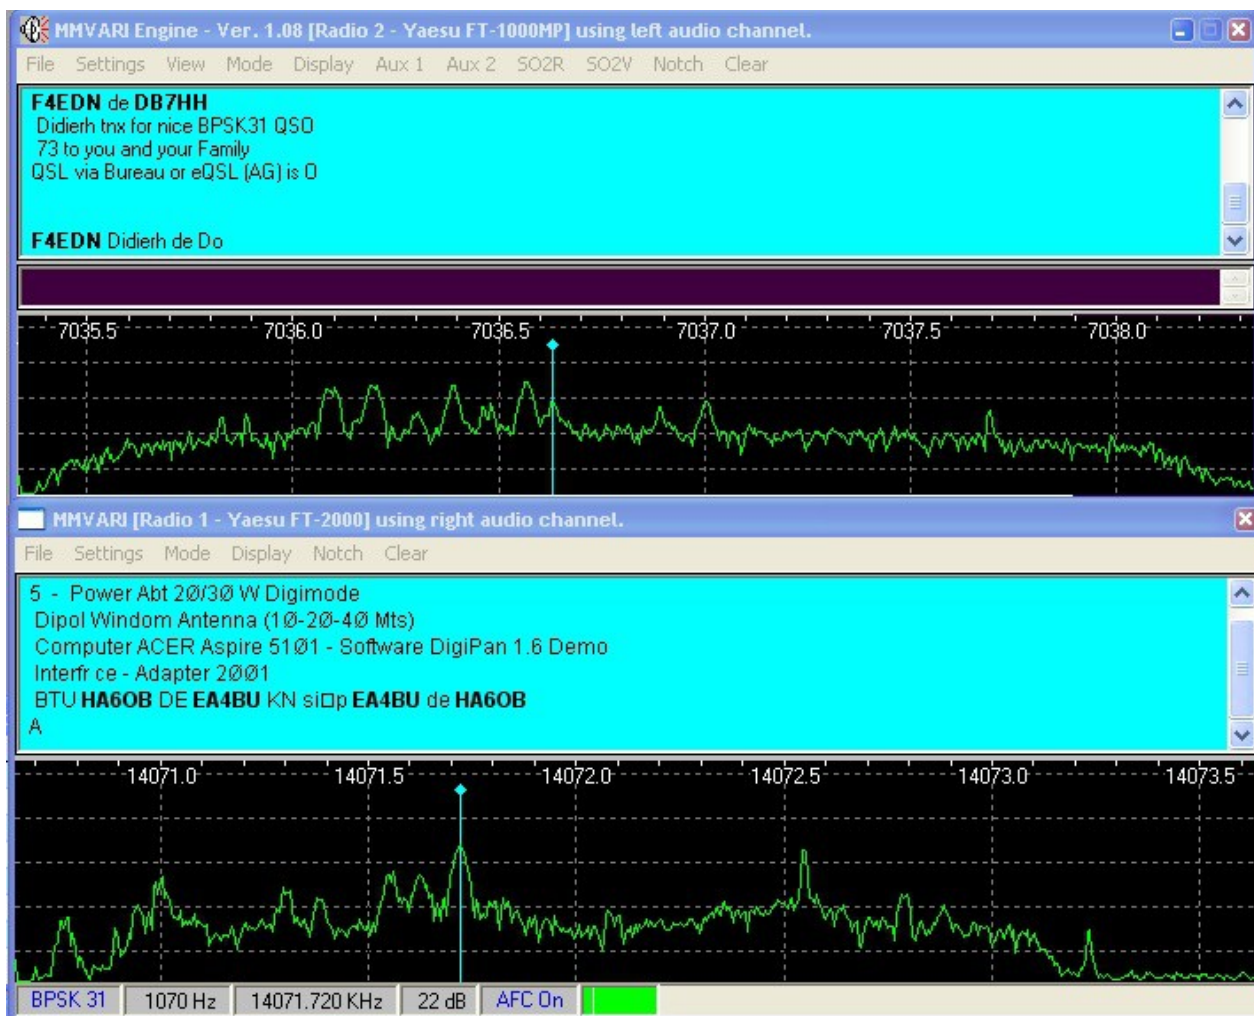 MMVARI Engine - Ver. 1.08 [Radio 2 - Yaesu FT-1000MP] using left audio channel.
File Settings View Mode Display Aux 1 Aux 2 SO2R SO2V Notch Clear
F4EDN de DB7HH
Didierh tnx for nice BPSK31 QSO
73 to you and your Family
QSL via Bureau or eQSL (AG) is O
F4EDN Didierh de Do
7035.5 7036.0 7036.5 7037.0 7037.5 7038.0
MMVARI [Radio 1 - Yaesu FT-2000] using right audio channel.
File Settings Mode Display Notch Clear
5 - Power Abt 2Ø/3Ø W Digimode
Dipol Windom Antenna (1Ø-2Ø-4Ø Mts)
Computer ACER Aspire 51Ø1 - Software DigiPan 1.6 Demo
Interfr ce - Adapter 2ØØ1
BTU HA6OB DE EA4BU KN si□p EA4BU de HA6OB
A
14071.0 14071.5 14072.0 14072.5 14073.0 14073.5
BPSK 31 1070 Hz 14071.720 KHz 22 dB AFC On